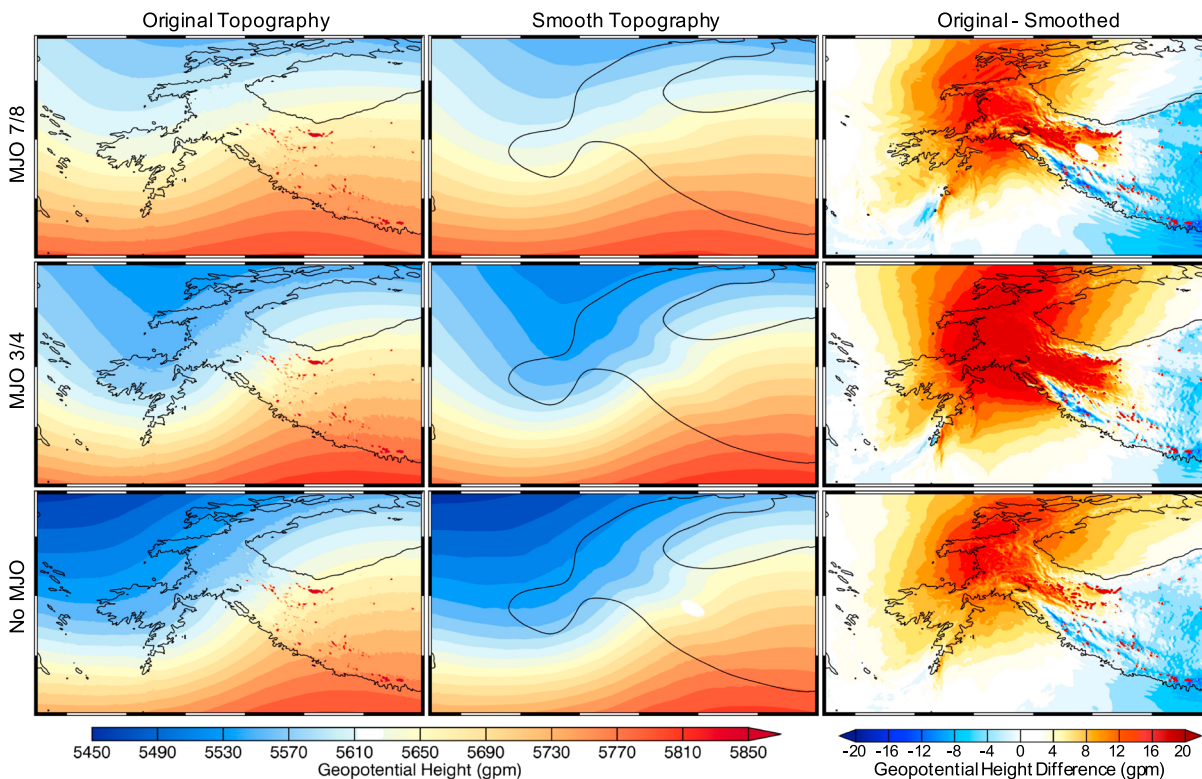 Original Topography Smooth Topography Original - Smoothed
MJO 7/8
MJO 3/4
No MJO
5450 5490 5530 5570 5610 5650 5690 5730 5770 5810 5850
Geopotential Height (gpm)
-20 -16 -12 -8 -4 0 4 8 12 16 20
Geopotential Height Difference (gpm)